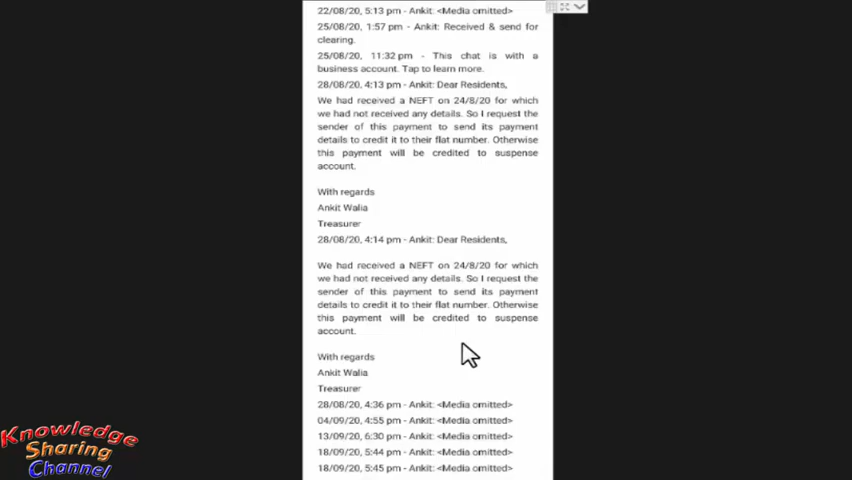 22/08/20, 5:13 pm - Ankit: <Media omitted>
25/08/20, 1:57 pm - Ankit: Received & send for
clearing.
25/08/20, 11:32 pm - This chat is with a
business account. Tap to learn more.
28/08/20, 4:13 pm - Ankit: Dear Residents,
We had received a NEFT on 24/8/20 for which
we had not received any details. So I request the
sender of this payment to send its payment
details to credit it to their flat number. Otherwise
this payment will be credited to suspense
account.
With regards
Ankit Walia
Treasurer
28/08/20, 4:14 pm - Ankit: Dear Residents,
We had received a NEFT on 24/8/20 for which
we had not received any details. So I request the
sender of this payment to send its payment
details to credit it to their flat number. Otherwise
this payment will be credited to suspense
account.
With regards
Ankit Walia
Treasurer
28/08/20, 4:36 pm - Ankit: <Media omitted>
04/09/20, 4:55 pm - Ankit: <Media omitted>
13/09/20, 6:30 pm - Ankit: <Media omitted>
18/09/20, 5:44 pm - Ankit: <Media omitted>
18/09/20, 5:45 pm - Ankit: <Media omitted>
Knowledge
Sharing
Channel